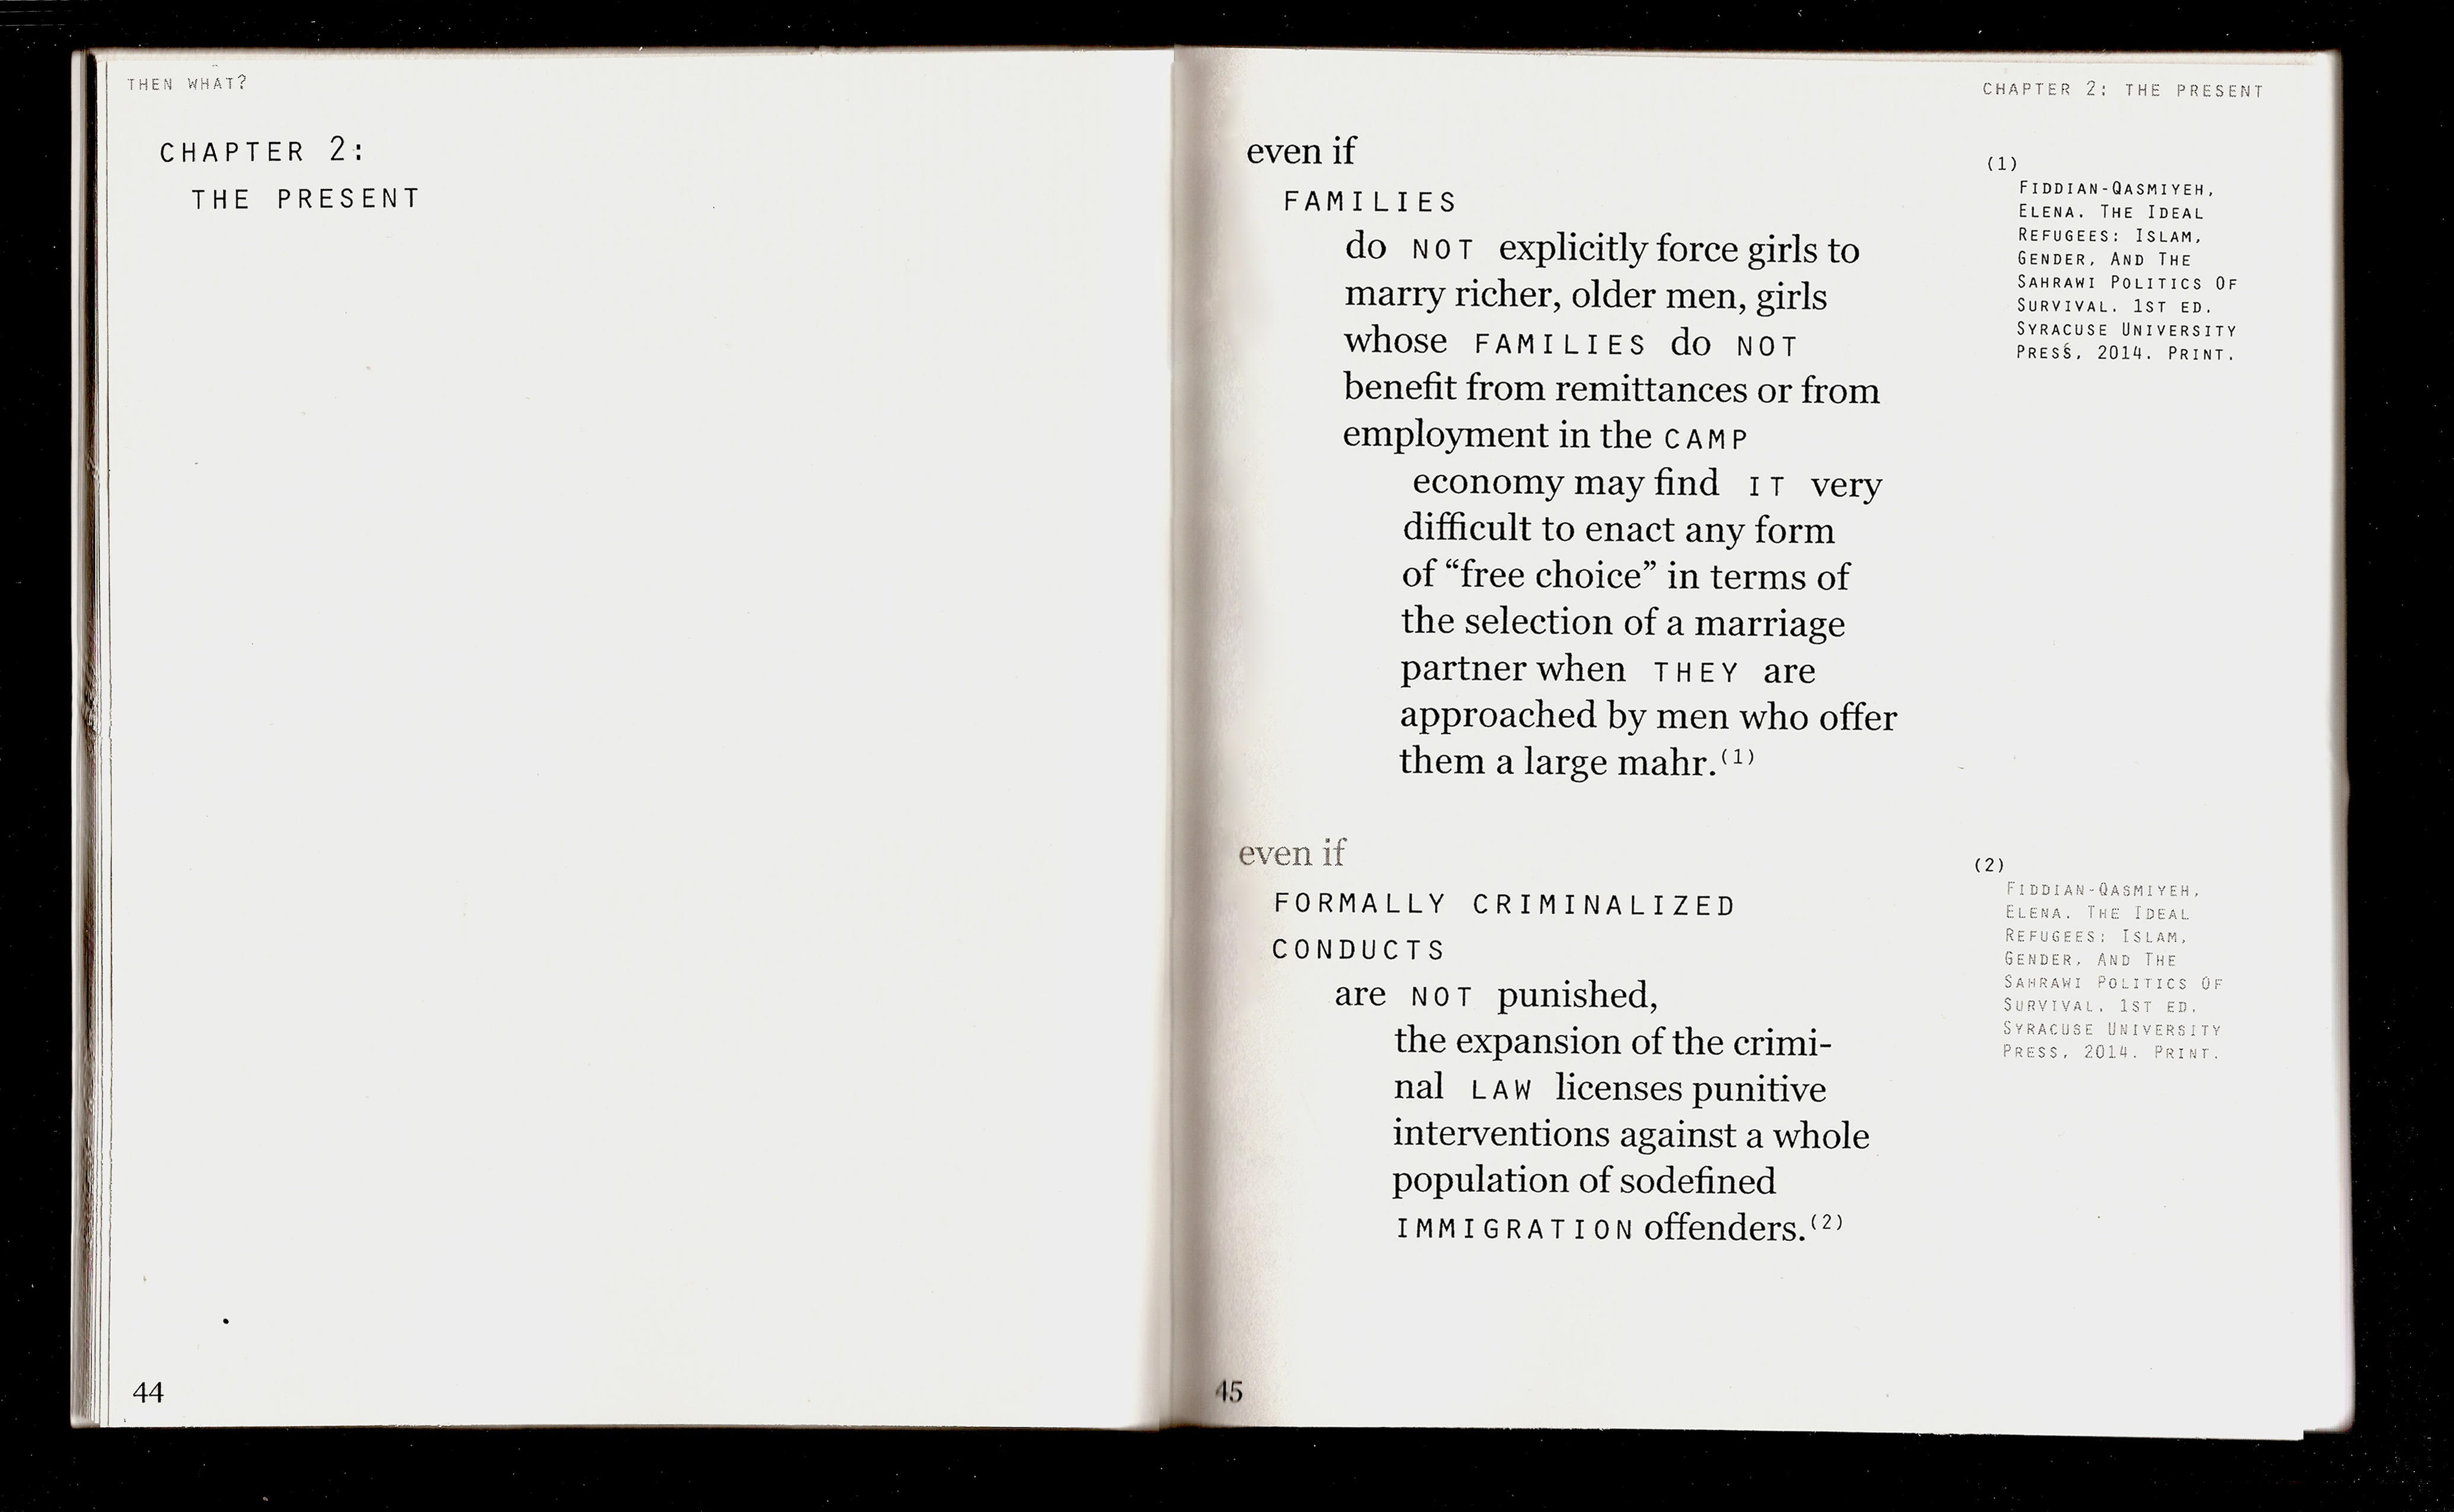 THEN WHAT?
CHAPTER 2:
THE PRESENT
44
CHAPTER 2: THE PRESENT
even if
FAMILIES
do NOT explicitly force girls to
marry richer, older men, girls
whose FAMILIES do NOT
benefit from remittances or from
employment in the CAMP
economy may find IT very
difficult to enact any form
of “free choice” in terms of
the selection of a marriage
partner when THEY are
approached by men who offer
them a large mahr.(1)
(1)
FIDDIAN-QASMIYEH,
ELENA. THE IDEAL
REFUGEES: ISLAM,
GENDER, AND THE
SAHRAWI POLITICS OF
SURVIVAL. 1ST ED.
SYRACUSE UNIVERSITY
PRESS, 2014. PRINT.
even if
FORMALLY CRIMINALIZED
CONDUCTS
are NOT punished,
the expansion of the crimi-
nal LAW licenses punitive
interventions against a whole
population of sodefined
IMMIGRATION offenders.(2)
(2)
FIDDIAN-QASMIYEH,
ELENA. THE IDEAL
REFUGEES: ISLAM,
GENDER, AND THE
SAHRAWI POLITICS OF
SURVIVAL. 1ST ED.
SYRACUSE UNIVERSITY
PRESS, 2014. PRINT.
45